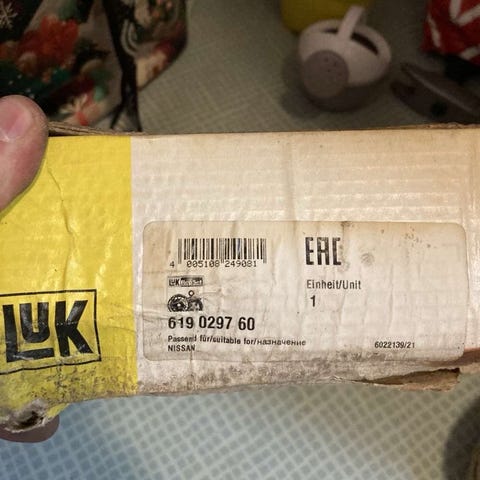 LuK
4 005108 249081
EAC
Einheit/Unit
1
619 0297 60
Passend für/suitable for/назначение
NISSAN
6022139/21